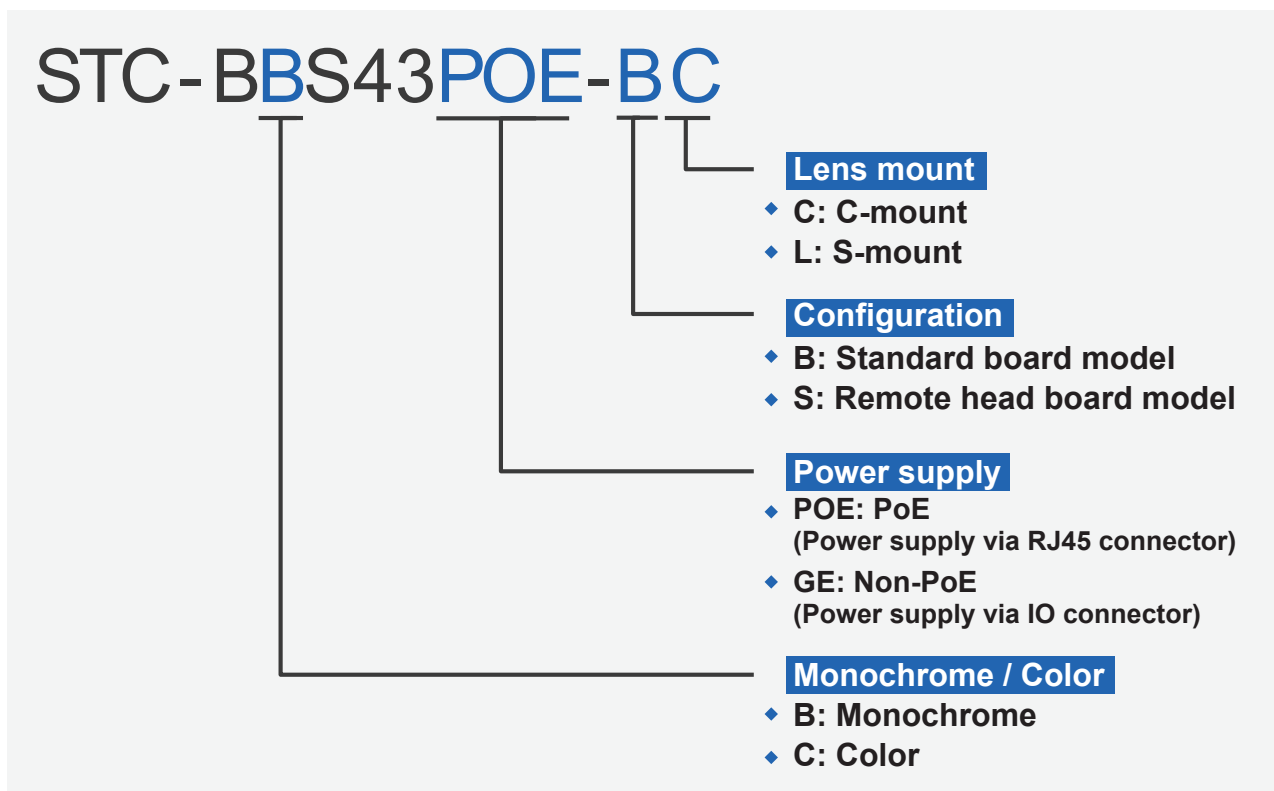 STC-BBS43POE-BC
Lens mount
C: C-mount
L: S-mount
Configuration
B: Standard board model
S: Remote head board model
Power supply
POE: PoE
(Power supply via RJ45 connector)
GE: Non-PoE
(Power supply via IO connector)
Monochrome / Color
B: Monochrome
C: Color